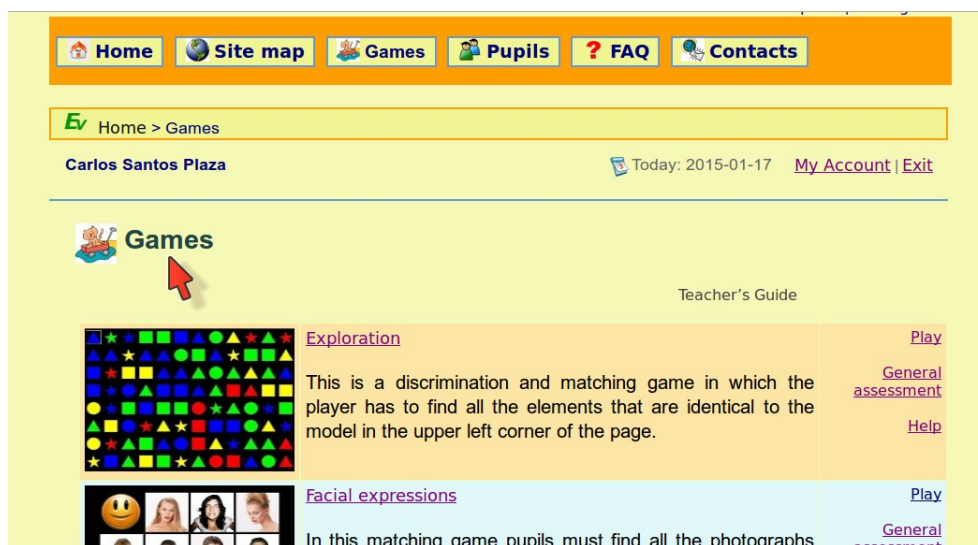 Home Site map Games Pupils ? FAQ Contacts
Ev Home > Games
Carlos Santos Plaza Today: 2015-01-17 My Account | Exit
Games
Teacher's Guide
Exploration Play
This is a discrimination and matching game in which the
player has to find all the elements that are identical to the
model in the upper left corner of the page.
General
assessment
Help
Facial expressions Play
In this matching game pupils must find all the photographs
General